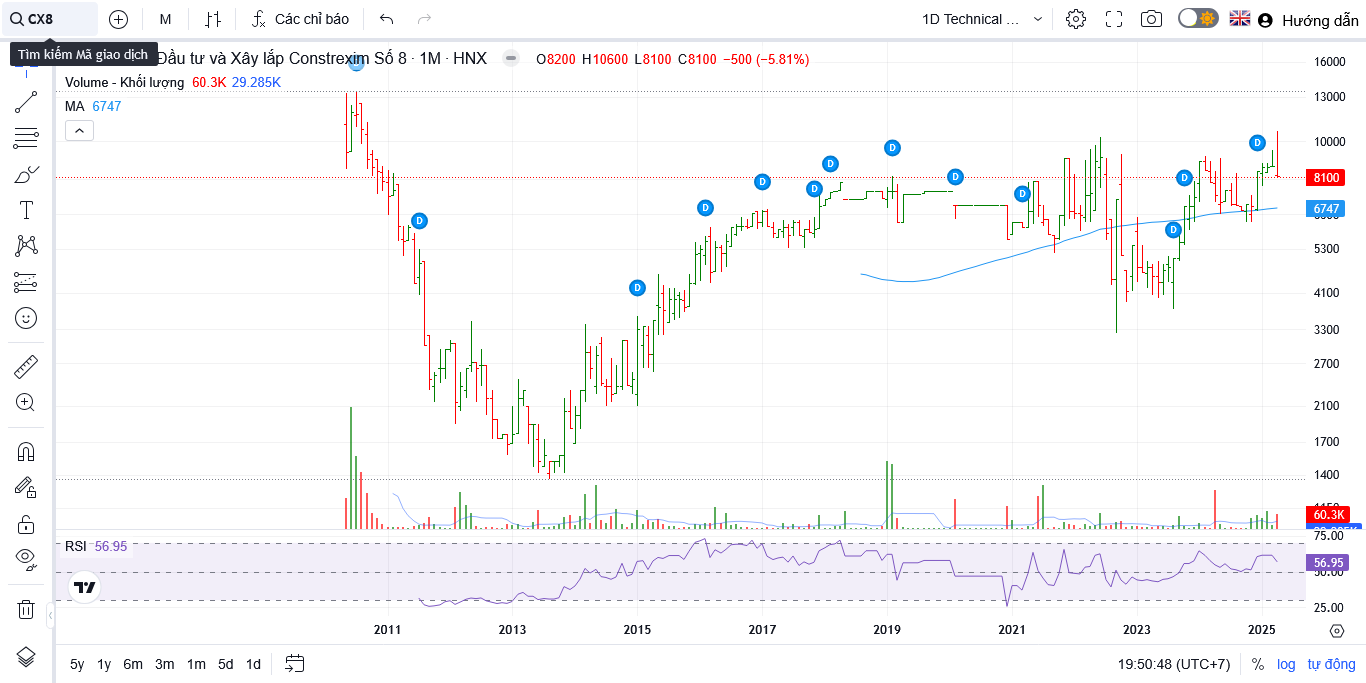 CX8
M
Các chỉ báo
1D Technical ...
Hướng dẫn
Tìm kiếm Mã giao dịch
Đầu tư và Xây lắp Constrexim Số 8 · 1M · HNX
O8200 H10600 L8100 C8100 −500 (−5.81%)
Volume - Khối lượng 60.3K 29.285K
MA 6747
16000
13000
10000
8100
6747
5300
4100
3300
2700
2100
1700
1400
60.3K
D
D
D
D
D
D
D
D
D
D
D
D
RSI 56.95
75.00
56.95
50.00
25.00
2011 2013 2015 2017 2019 2021 2023 2025
5y 1y 6m 3m 1m 5d 1d
19:50:48 (UTC+7) % log tự động